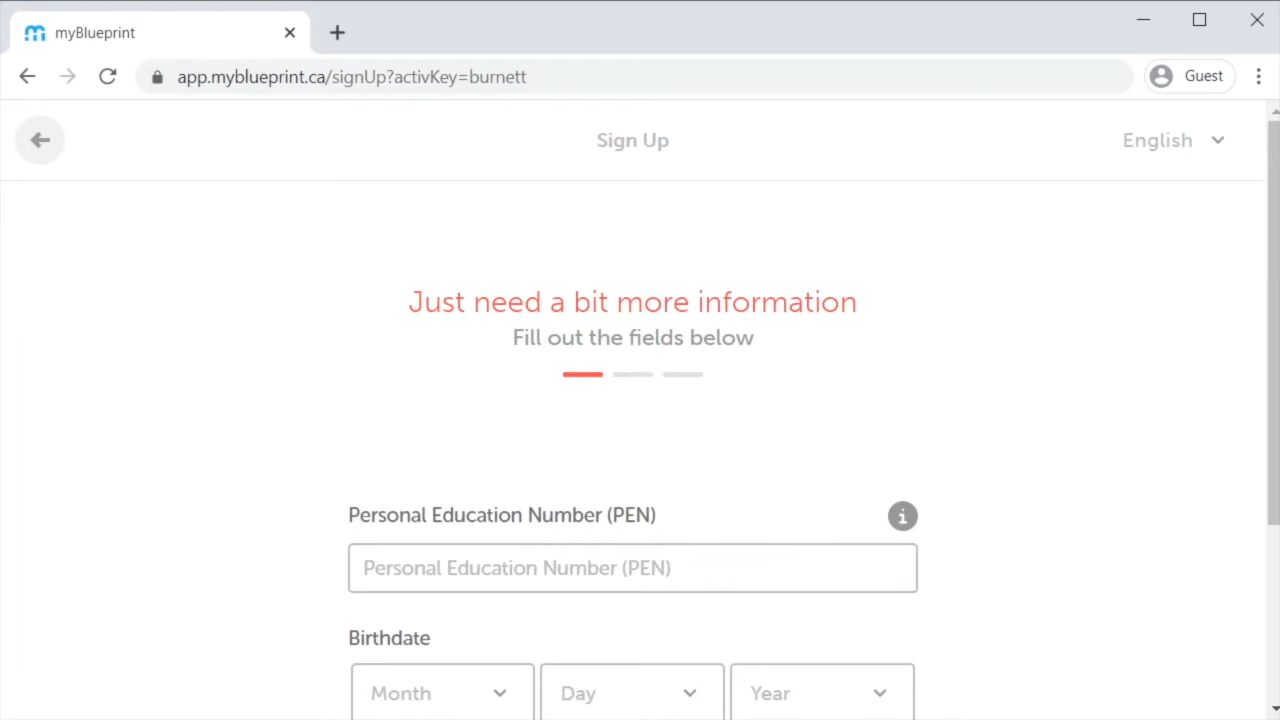 myBlueprint
app.myblueprint.ca/signUp?activKey=burnett
Guest
Sign Up
English
Just need a bit more information
Fill out the fields below
Personal Education Number (PEN)
Personal Education Number (PEN)
Birthdate
Month Day Year